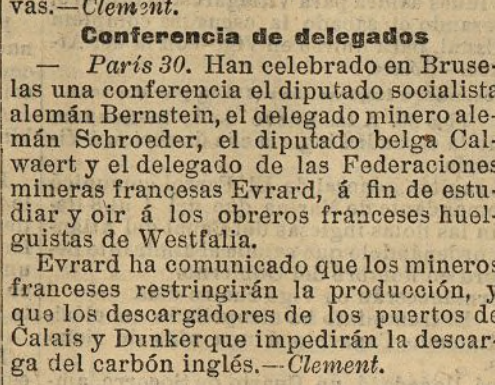 vas.—Clement.
Conferencia de delegados
— París 30. Han celebrado en Bruse-
las una conferencia el diputado socialista
alemán Bernstein, el delegado minero ale-
mán Schroeder, el diputado belga Cal-
waert y el delegado de las Federaciones
mineras francesas Evrard, á fin de estu-
diar y oir á los obreros franceses huel-
guistas de Westfalia.
Evrard ha comunicado que los mineros
franceses restringirán la producción, y
que los descargadores de los puertos de
Calais y Dunkerque impedirán la descar-
ga del carbón inglés.—Clement.